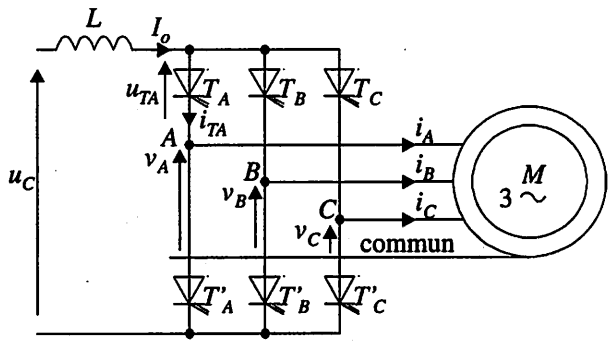 L
I_o
u_TA
T_A
T_B
T_C
i_TA
A
i_A
v_A
u_C
B
i_B
v_B
M
3 ~
C
i_C
v_C
commun
T'_A
T'_B
T'_C